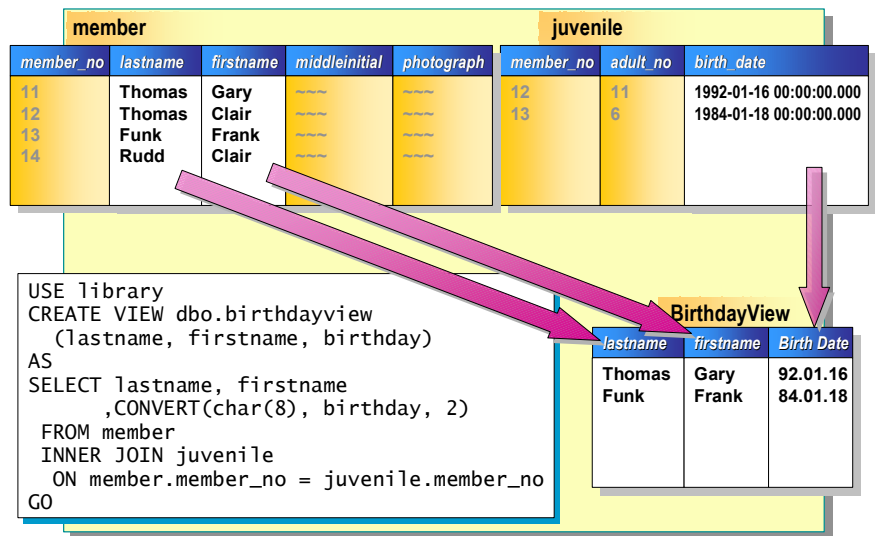 member
member_no lastname firstname middleinitial photograph
11 Thomas Gary ~~~ ~~~
12 Thomas Clair ~~~ ~~~
13 Funk Frank ~~~ ~~~
14 Rudd Clair ~~~ ~~~
juvenile
member_no adult_no birth_date
12 11 1992-01-16 00:00:00.000
13 6 1984-01-18 00:00:00.000
USE library
CREATE VIEW dbo.birthdayview
(lastname, firstname, birthday)
AS
SELECT lastname, firstname
,CONVERT(char(8), birthday, 2)
FROM member
INNER JOIN juvenile
ON member.member_no = juvenile.member_no
GO
BirthdayView
lastname firstname Birth Date
Thomas Gary 92.01.16
Funk Frank 84.01.18